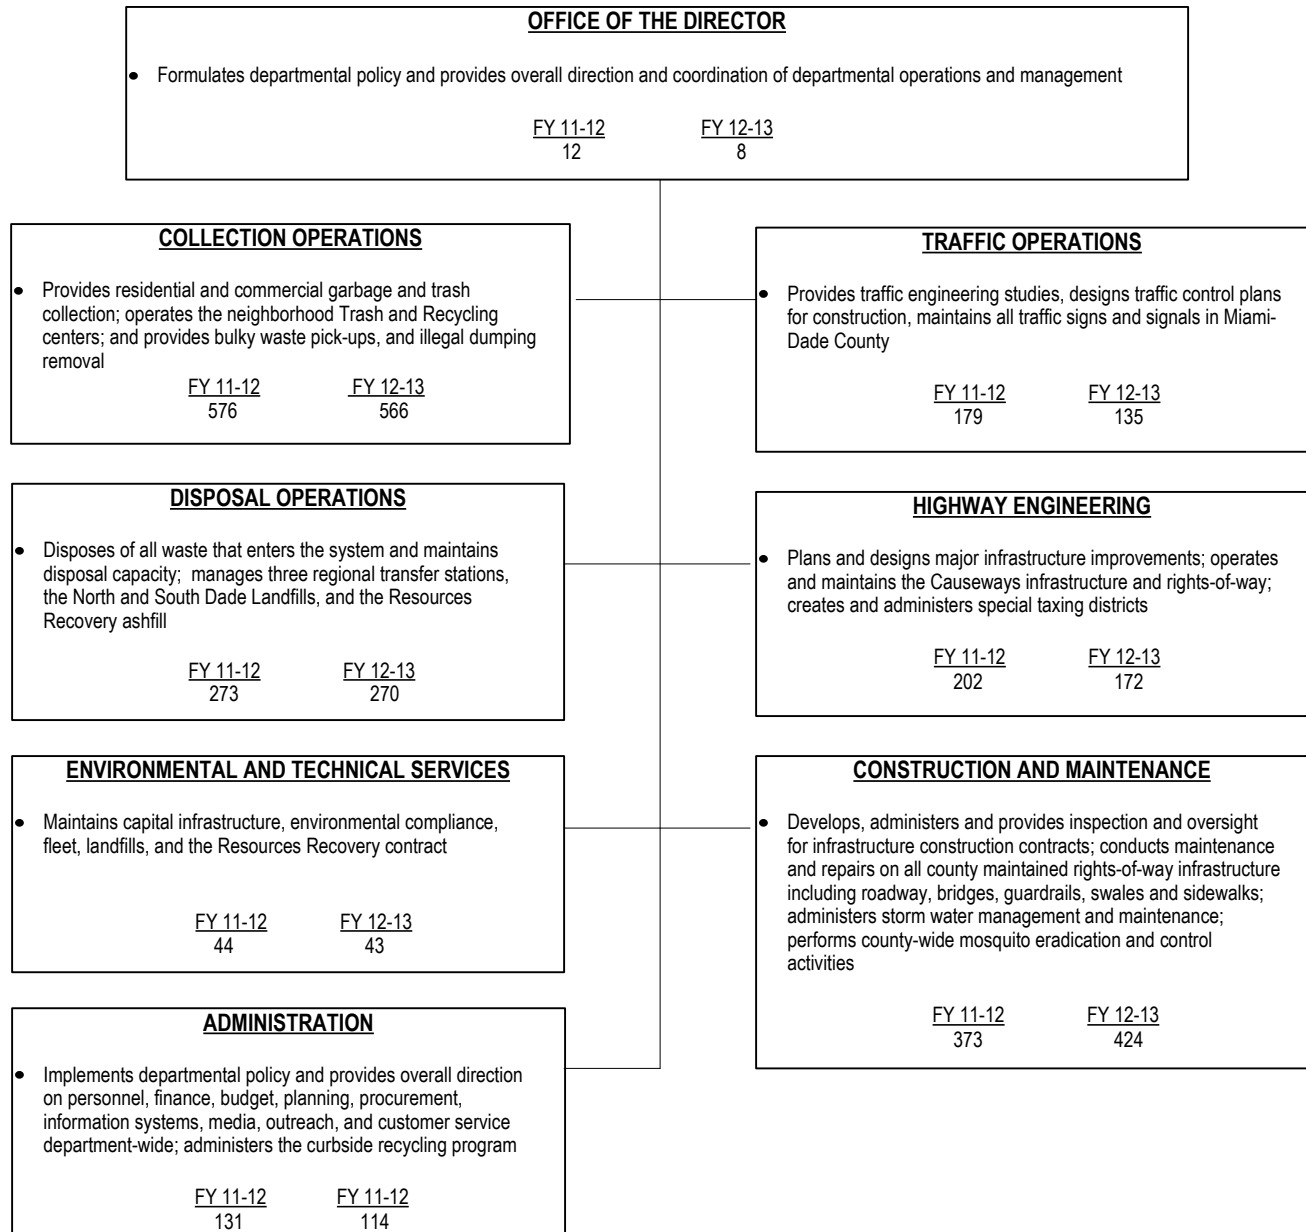 OFFICE OF THE DIRECTOR
• Formulates departmental policy and provides overall direction and coordination of departmental operations and management
FY 11-12 FY 12-13
12 8
COLLECTION OPERATIONS
• Provides residential and commercial garbage and trash
collection; operates the neighborhood Trash and Recycling
centers; and provides bulky waste pick-ups, and illegal dumping
removal
FY 11-12 FY 12-13
576 566
TRAFFIC OPERATIONS
• Provides traffic engineering studies, designs traffic control plans
for construction, maintains all traffic signs and signals in Miami-
Dade County
FY 11-12 FY 12-13
179 135
DISPOSAL OPERATIONS
• Disposes of all waste that enters the system and maintains
disposal capacity; manages three regional transfer stations,
the North and South Dade Landfills, and the Resources
Recovery ashfill
FY 11-12 FY 12-13
273 270
HIGHWAY ENGINEERING
• Plans and designs major infrastructure improvements; operates
and maintains the Causeways infrastructure and rights-of-way;
creates and administers special taxing districts
FY 11-12 FY 12-13
202 172
ENVIRONMENTAL AND TECHNICAL SERVICES
• Maintains capital infrastructure, environmental compliance,
fleet, landfills, and the Resources Recovery contract
FY 11-12 FY 12-13
44 43
CONSTRUCTION AND MAINTENANCE
• Develops, administers and provides inspection and oversight
for infrastructure construction contracts; conducts maintenance
and repairs on all county maintained rights-of-way infrastructure
including roadway, bridges, guardrails, swales and sidewalks;
administers storm water management and maintenance;
performs county-wide mosquito eradication and control
activities
FY 11-12 FY 12-13
373 424
ADMINISTRATION
• Implements departmental policy and provides overall direction
on personnel, finance, budget, planning, procurement,
information systems, media, outreach, and customer service
department-wide; administers the curbside recycling program
FY 11-12 FY 11-12
131 114